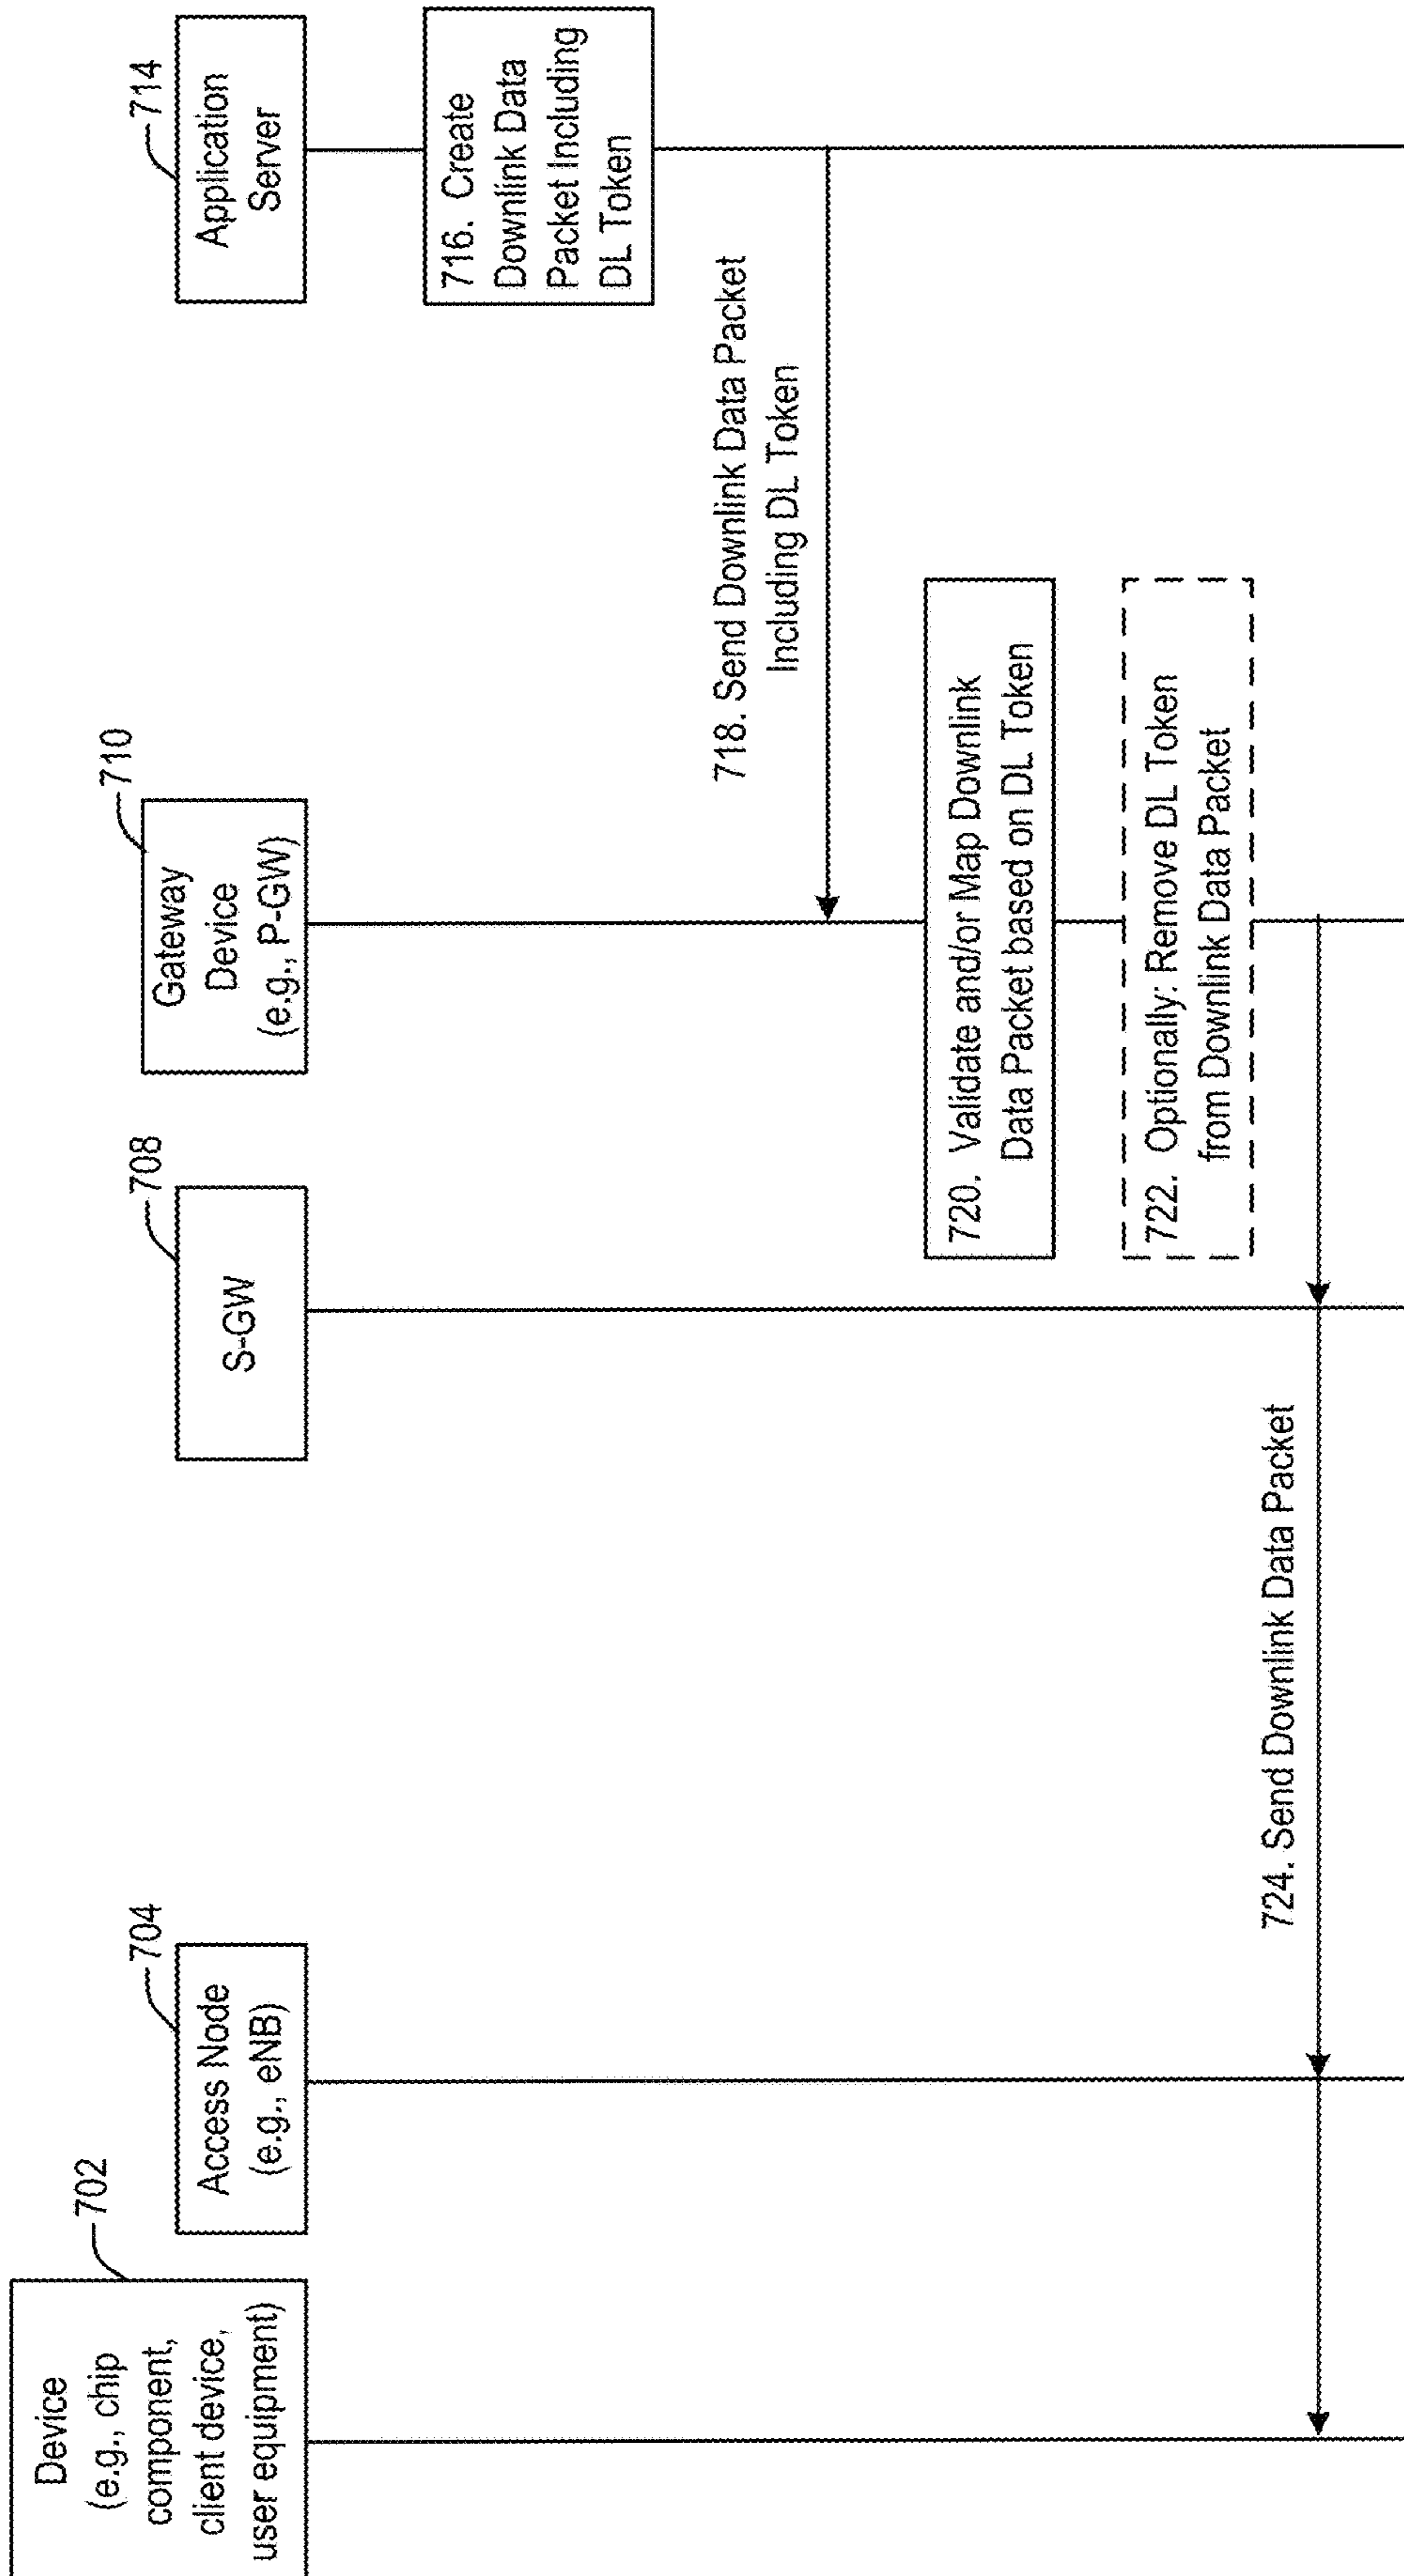 Device
(e.g., chip
component,
client device,
user equipment)
702
Access Node
(e.g., eNB)
704
S-GW
708
Gateway
Device
(e.g., P-GW)
710
Application
Server
714
716. Create
Downlink Data
Packet Including
DL Token
718. Send Downlink Data Packet
Including DL Token
720. Validate and/or Map Downlink
Data Packet based on DL Token
722. Optionally: Remove DL Token
from Downlink Data Packet
724. Send Downlink Data Packet